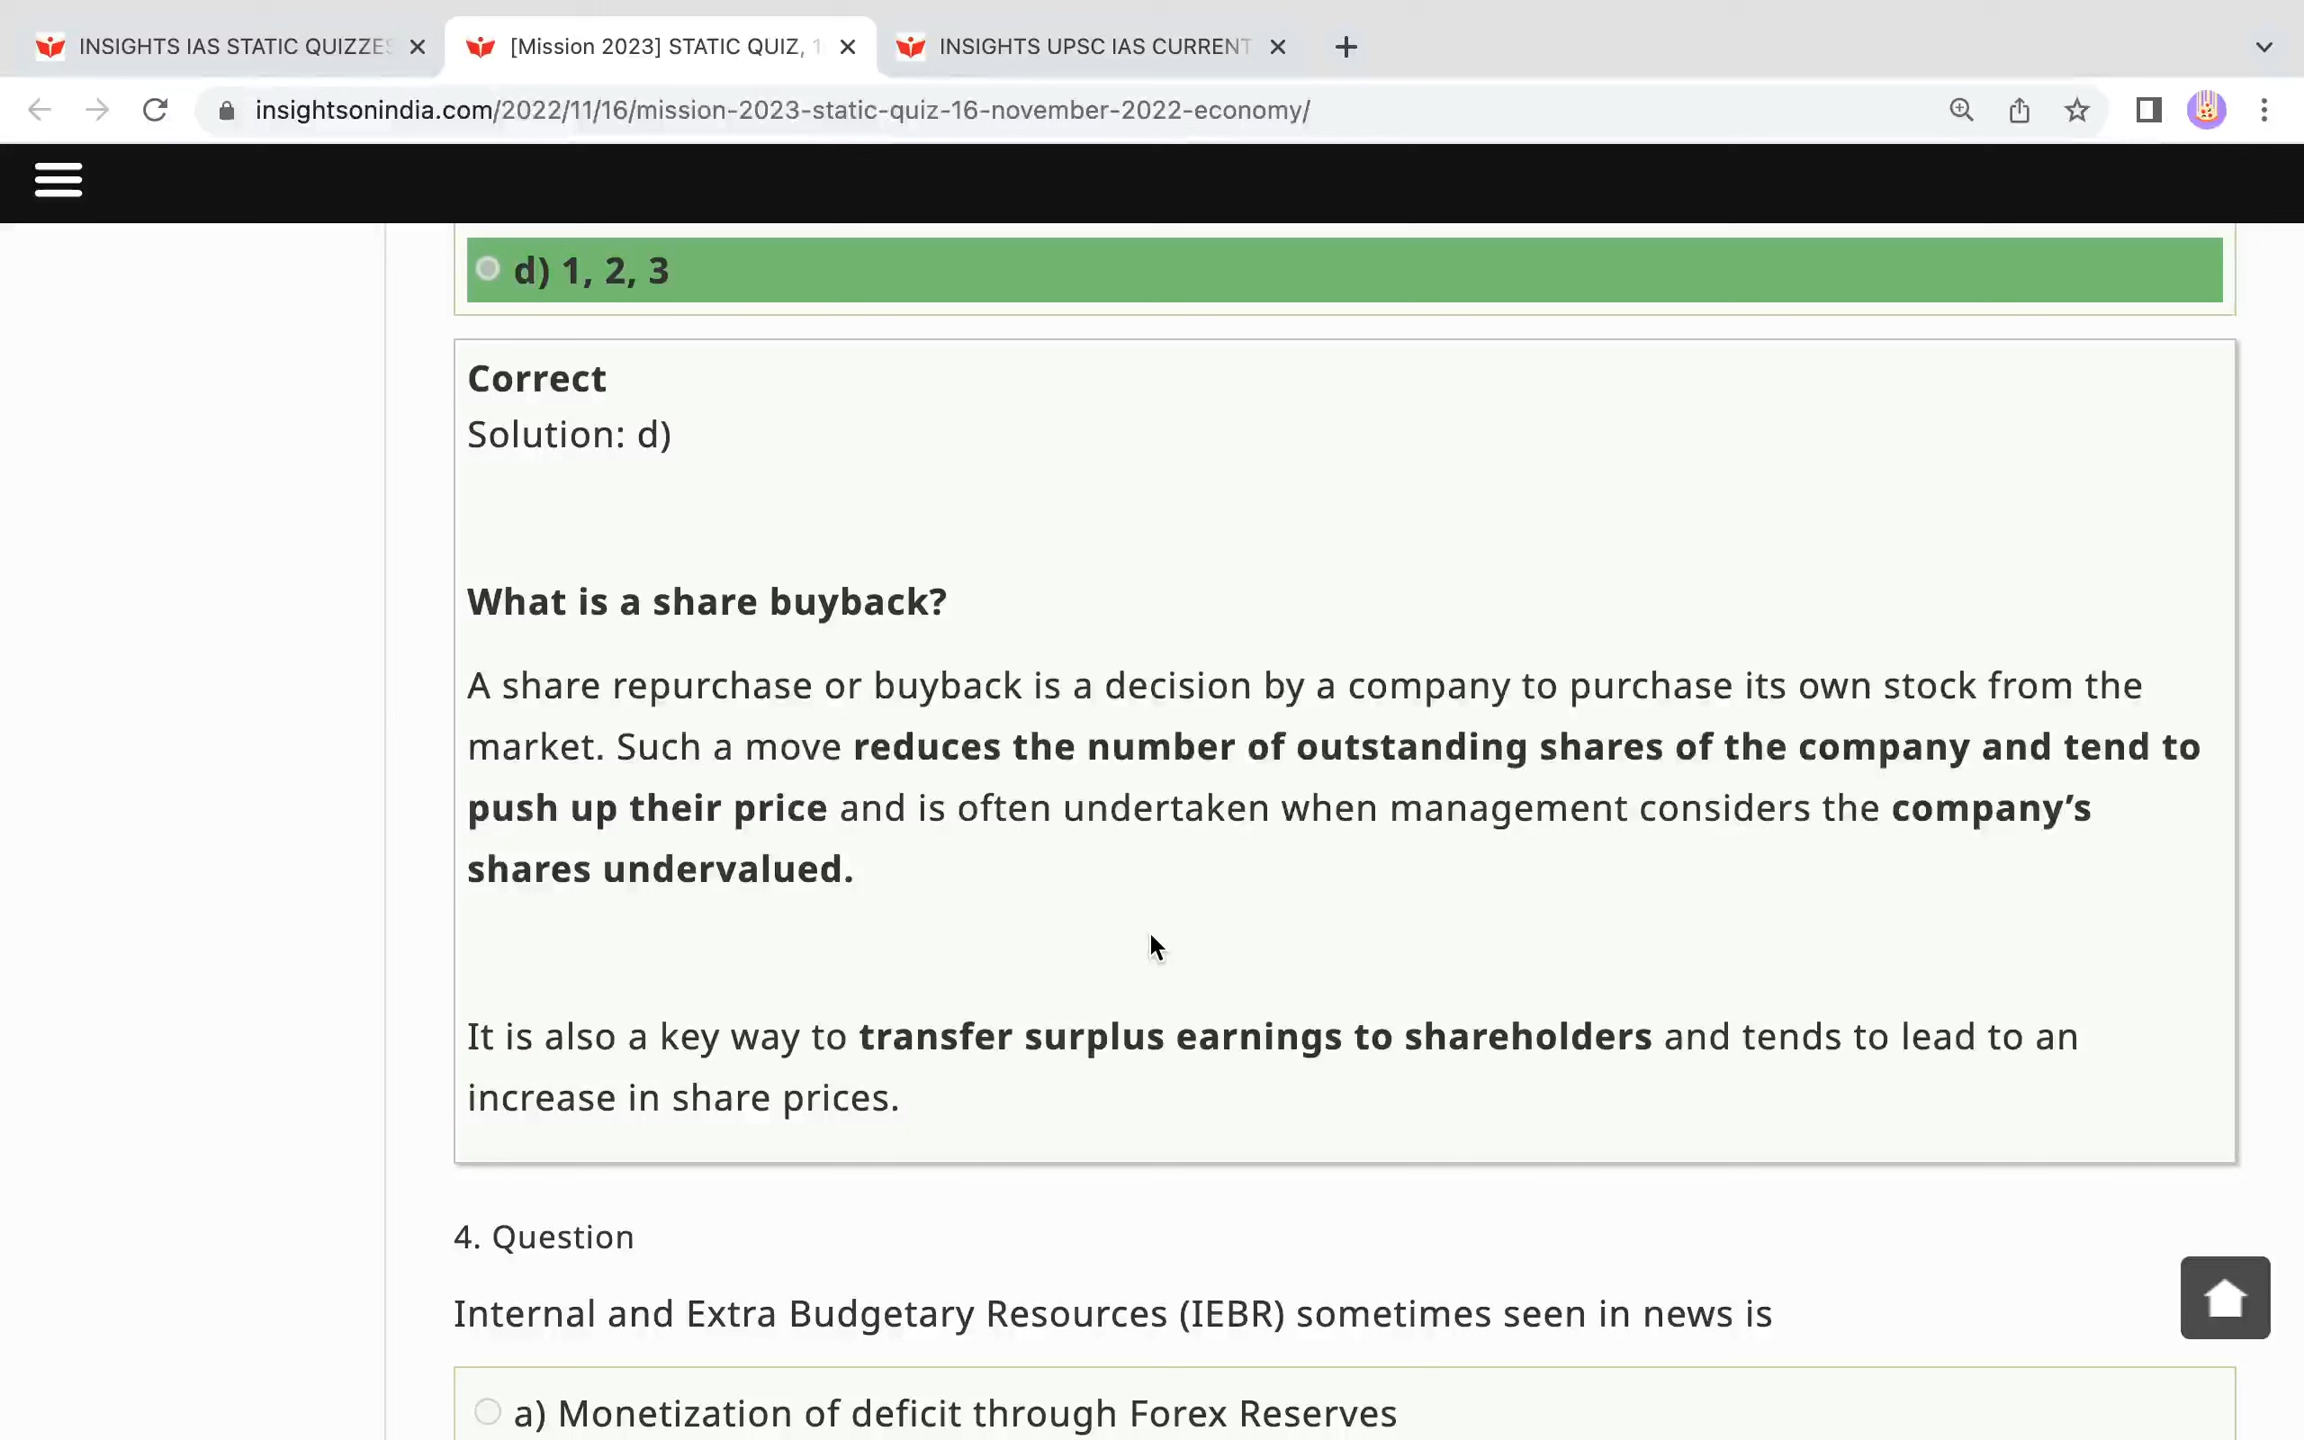 INSIGHTS IAS STATIC QUIZZES
[Mission 2023] STATIC QUIZ, 1
INSIGHTS UPSC IAS CURRENT
insightsonindia.com/2022/11/16/mission-2023-static-quiz-16-november-2022-economy/
d) 1, 2, 3
Correct
Solution: d)
What is a share buyback?
A share repurchase or buyback is a decision by a company to purchase its own stock from the
market. Such a move reduces the number of outstanding shares of the company and tend to
push up their price and is often undertaken when management considers the company’s
shares undervalued.
It is also a key way to transfer surplus earnings to shareholders and tends to lead to an
increase in share prices.
4. Question
Internal and Extra Budgetary Resources (IEBR) sometimes seen in news is
a) Monetization of deficit through Forex Reserves